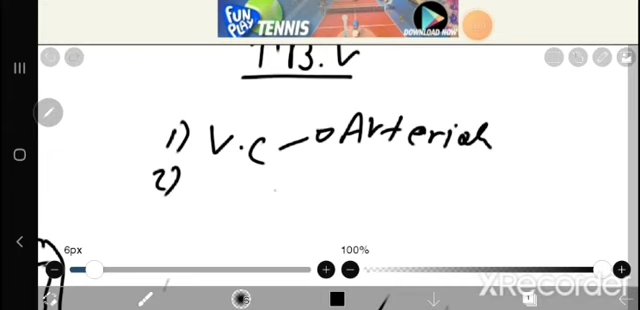 FUN PLAY TENNIS DOWNLOAD NOW
1) V.C → Arterial
2)
6px 100%
XRecorder